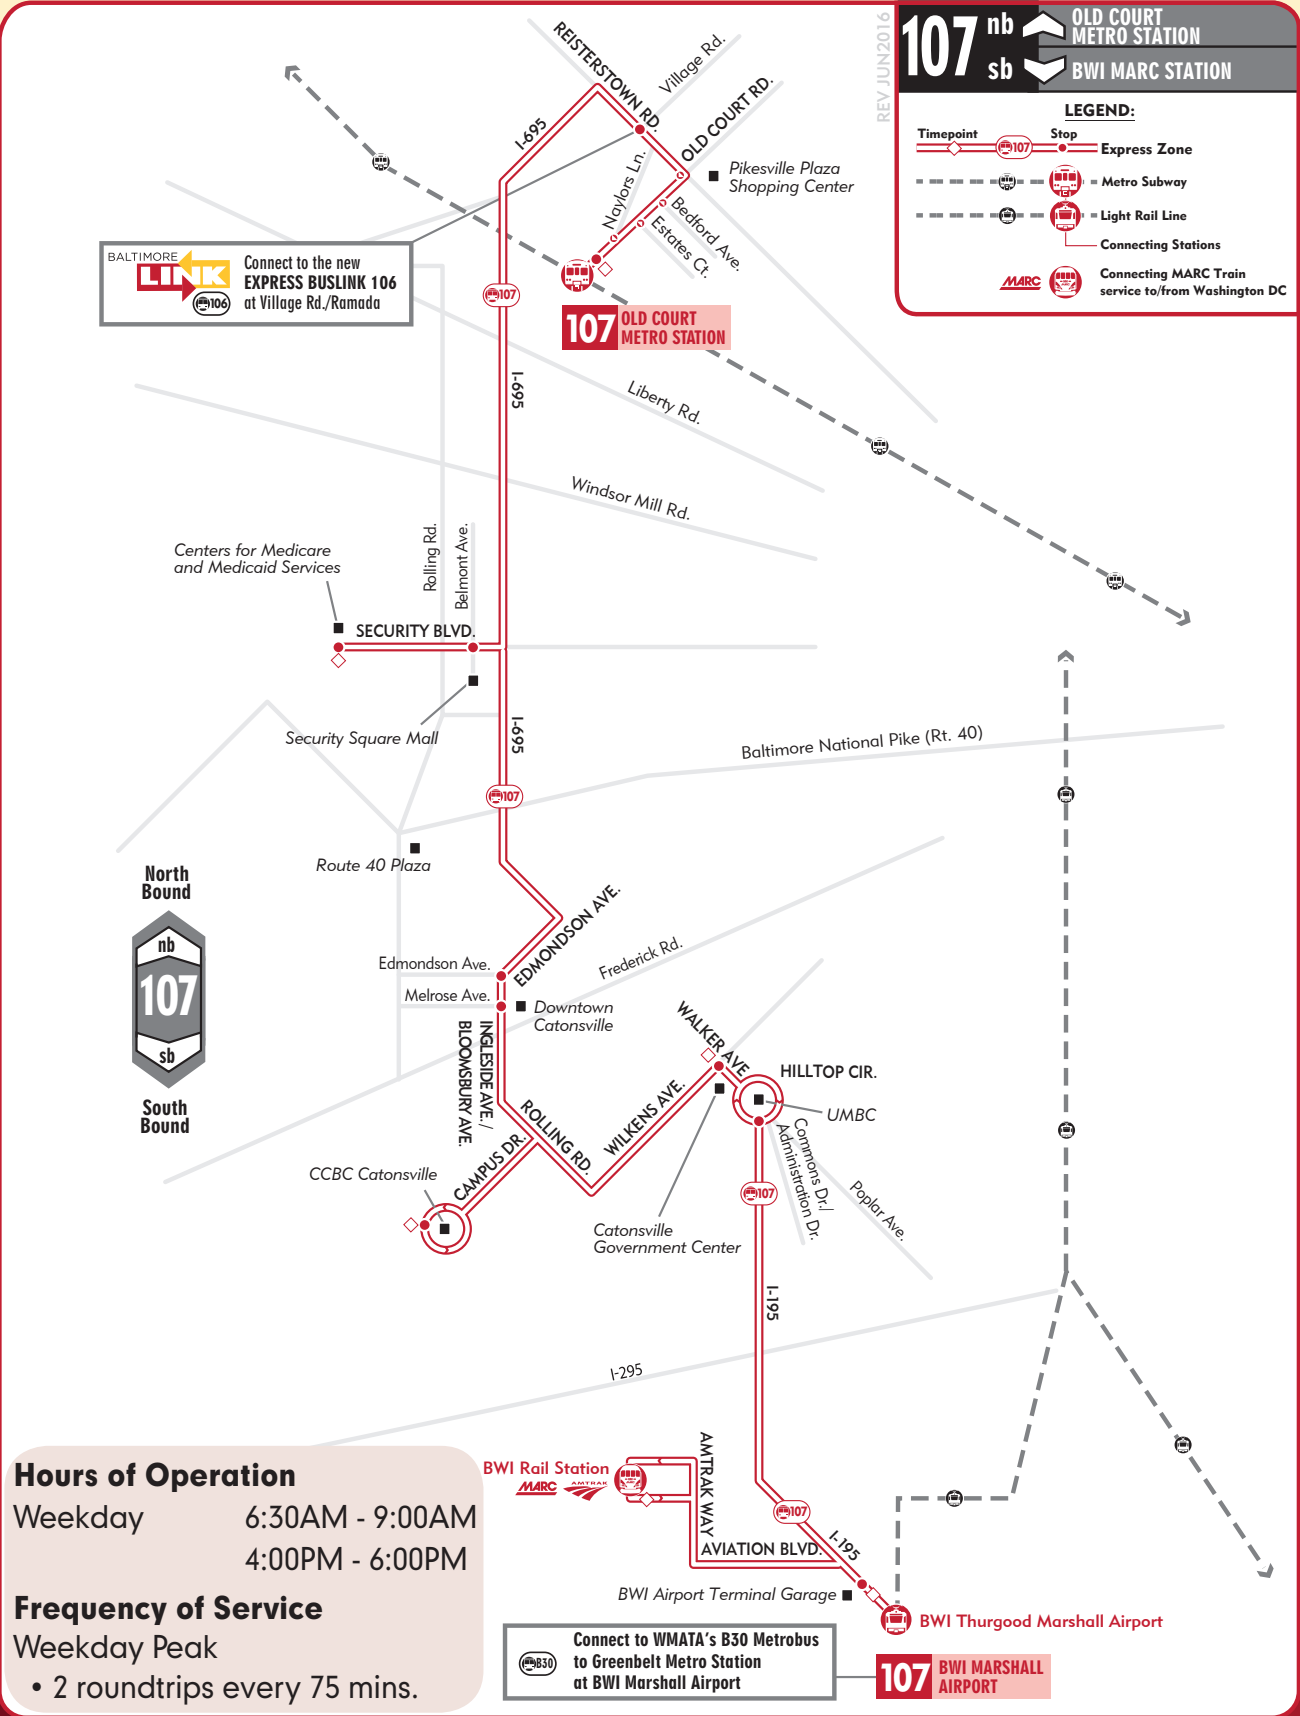 REV JUN2016
107
nb
OLD COURT
METRO STATION
sb
BWI MARC STATION
LEGEND:
Timepoint
Stop
107
Express Zone
Metro Subway
Light Rail Line
Connecting Stations
MARC
Connecting MARC Train
service to/from Washington DC
REISTERSTOWN RD.
Village Rd.
OLD COURT RD.
I-695
Naylors Ln.
Pikesville Plaza
Shopping Center
Bedford Ave.
Estates Ct.
BALTIMORE
LINK
106
Connect to the new
EXPRESS BUSLINK 106
at Village Rd./Ramada
107
107
OLD COURT
METRO STATION
I-695
Liberty Rd.
Windsor Mill Rd.
Rolling Rd.
Belmont Ave.
Centers for Medicare
and Medicaid Services
SECURITY BLVD.
Security Square Mall
I-695
Baltimore National Pike (Rt. 40)
107
Route 40 Plaza
North
Bound
nb
107
sb
South
Bound
EDMONDSON AVE.
Edmondson Ave.
Frederick Rd.
Melrose Ave.
Downtown
Catonsville
INGLESIDE AVE./
BLOOMSBURY AVE.
WALKER AVE
HILLTOP CIR.
UMBC
ROLLING RD.
WILKENS AVE.
CAMPUS DR.
CCBC Catonsville
Commons Dr./
Administration Dr.
Poplar Ave.
107
Catonsville
Government Center
I-195
I-295
Hours of Operation
Weekday 6:30AM - 9:00AM
4:00PM - 6:00PM
Frequency of Service
Weekday Peak
• 2 roundtrips every 75 mins.
BWI Rail Station
MARC
AMTRAK
AMTRAK WAY
107
I-195
AVIATION BLVD.
BWI Airport Terminal Garage
BWI Thurgood Marshall Airport
B30
Connect to WMATA's B30 Metrobus
to Greenbelt Metro Station
at BWI Marshall Airport
107
BWI MARSHALL
AIRPORT